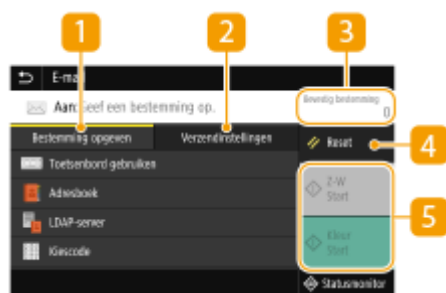 1 2 3
E-mail
Aan: Geef een bestemming op.
Bevestig bestemming
0
Bestemming opgeven
Verzendinstellingen
Reset
4
Toetsenbord gebruiken
Adresboek
Z-W
Start
5
LDAP-server
Kleur
Start
Kiescode
Statusmonitor